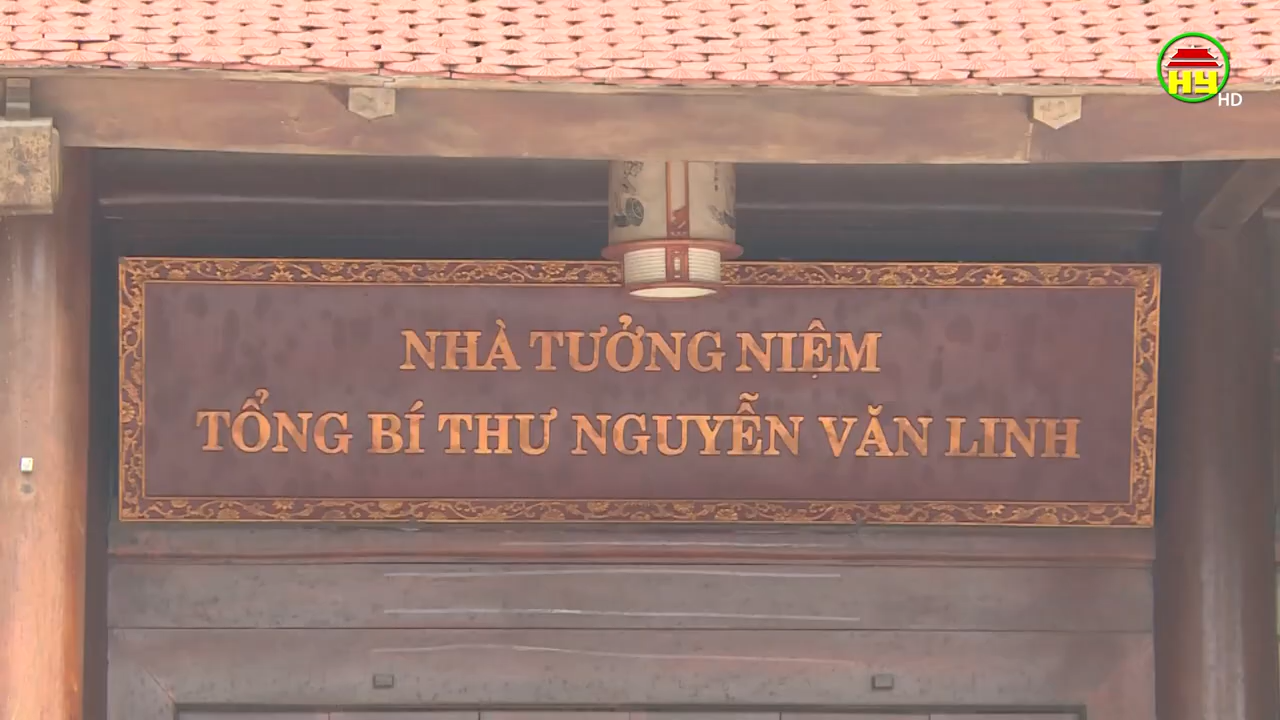 HY
HD
NHÀ TƯỞNG NIỆM
TỔNG BÍ THƯ NGUYỄN VĂN LINH